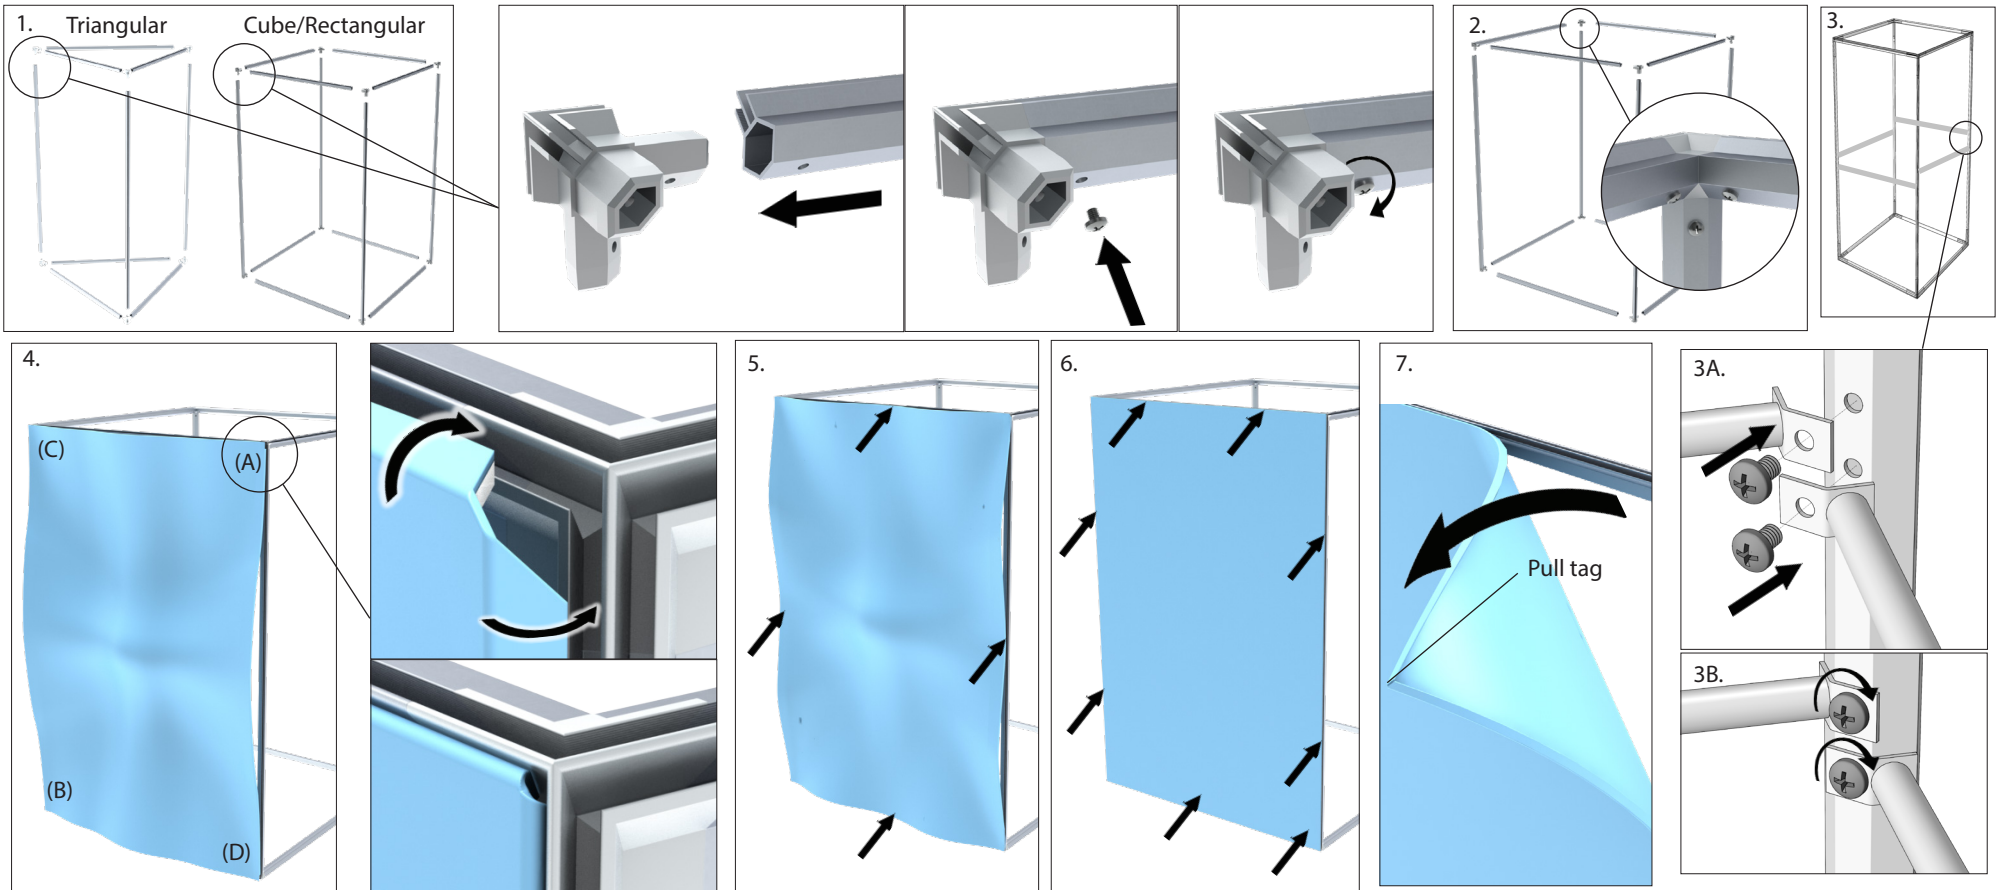 1.
Triangular
Cube/Rectangular
2.
3.
4.
(C)
(A)
(B)
(D)
5.
6.
7.
Pull tag
3A.
3B.